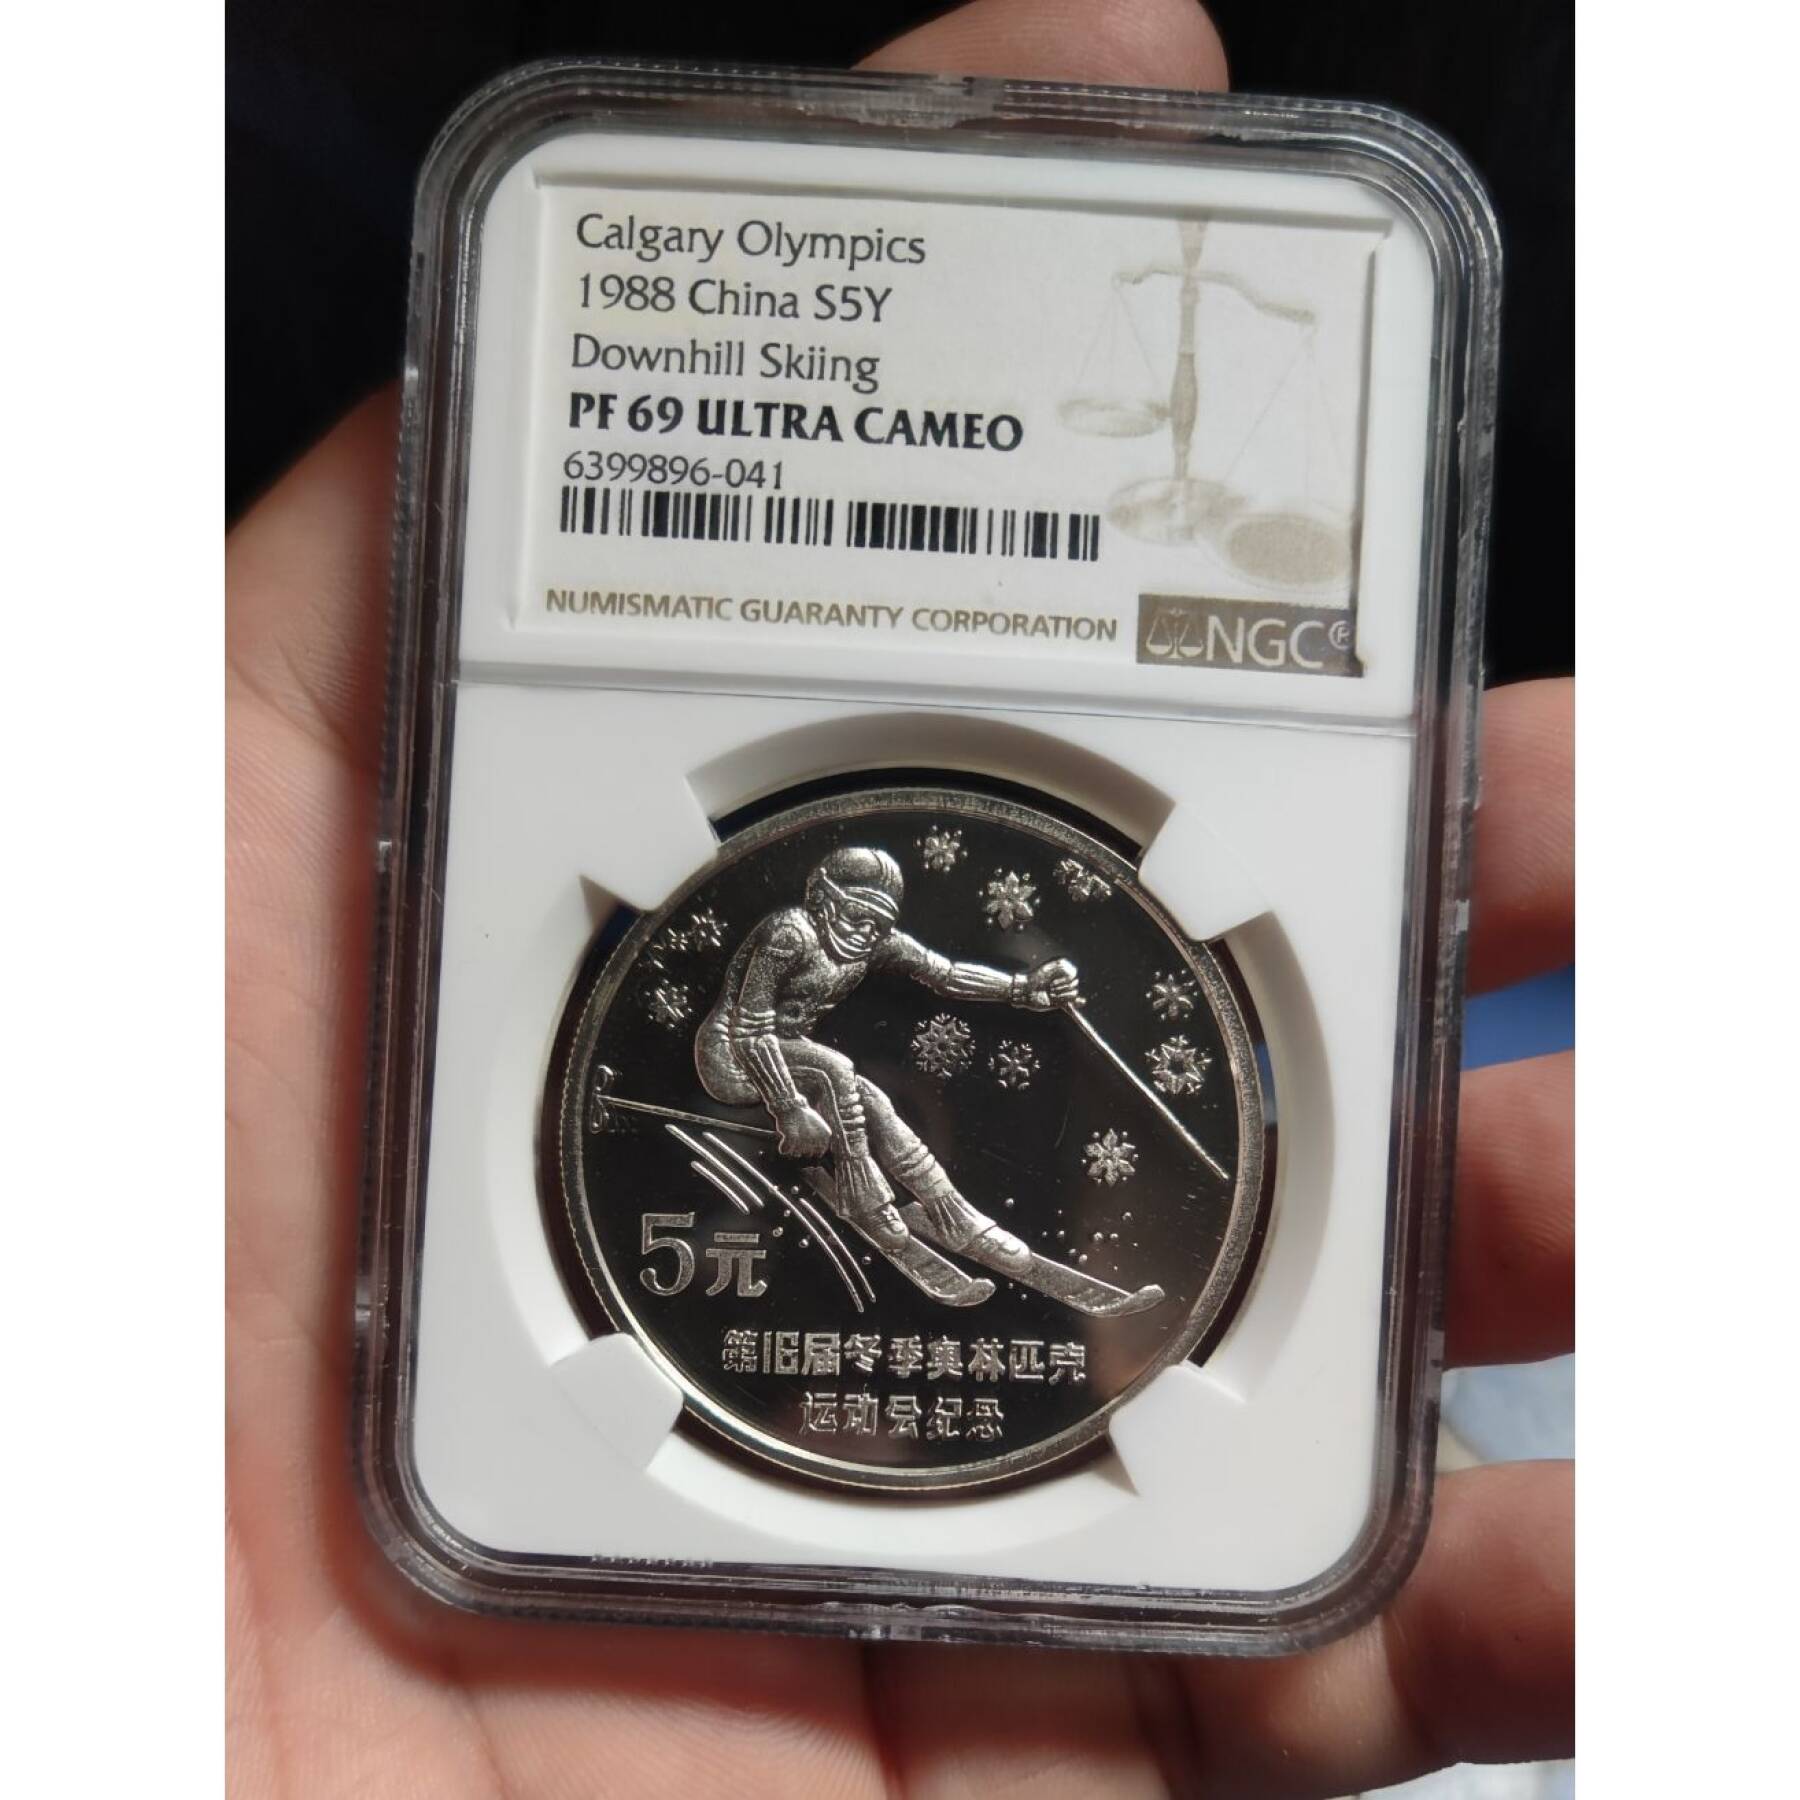 Calgary Olympics
1988 China S5Y
Downhill Skiing
PF 69 ULTRA CAMEO
6399896-041
NUMISMATIC GUARANTY CORPORATION
NGC®
5元
第16届冬季奥林匹克
运动会纪念